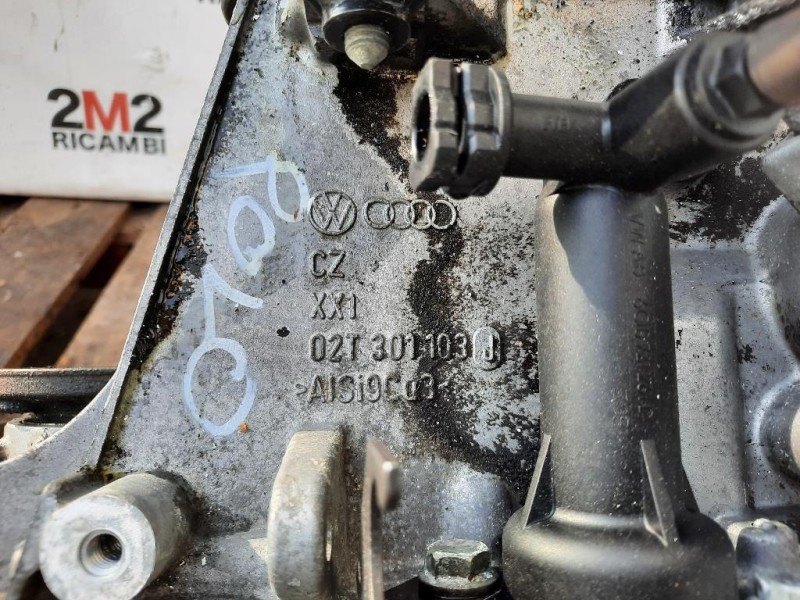 2M2
RICAMBI
POLO
CZ
XX1
02T 301 103 J
>AlSi9Cu3<